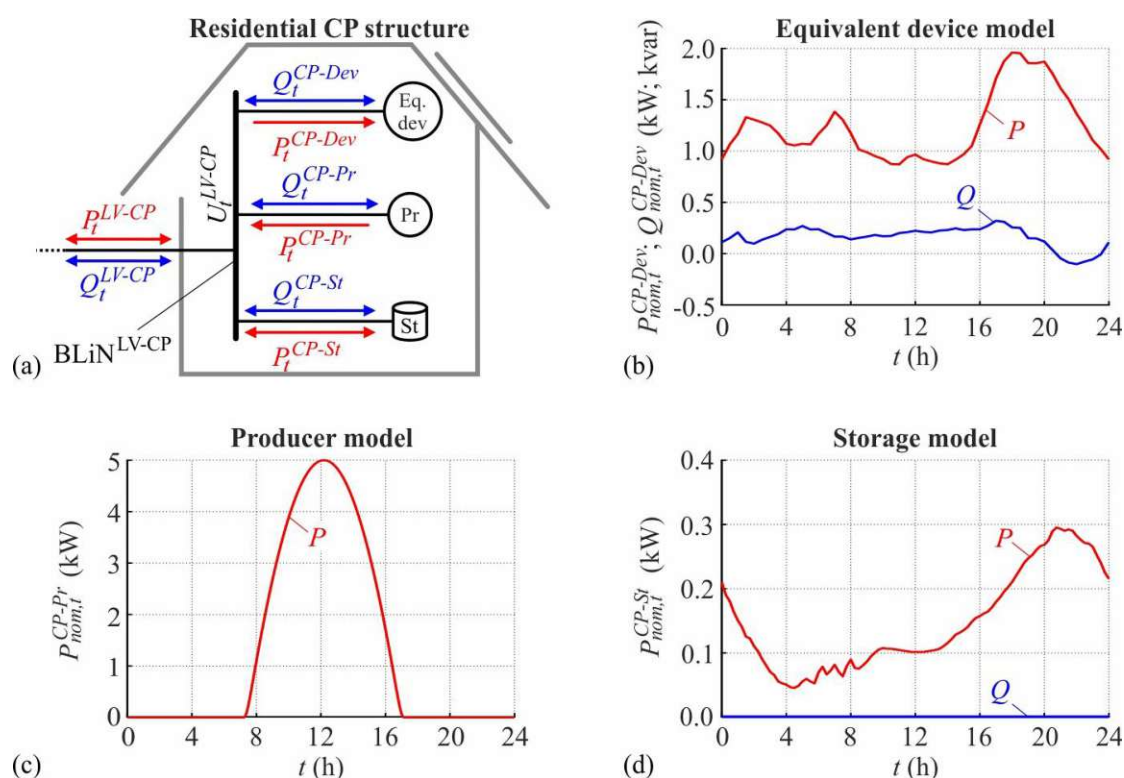 Residential CP structure
Q_t^{CP-Dev}
Eq.
dev
P_t^{CP-Dev}
U_t^{LV-CP}
Q_t^{CP-Pr}
Pr
P_t^{CP-Pr}
P_t^{LV-CP}
Q_t^{LV-CP}
Q_t^{CP-St}
St
P_t^{CP-St}
BLiN^{LV-CP}
(a)
Equivalent device model
P_{nom,t}^{CP-Dev}; Q_{nom,t}^{CP-Dev} (kW; kvar)
2.0
1.5
1.0
0.5
0.0
-0.5
P
Q
0 4 8 12 16 20 24
t (h)
(b)
Producer model
P_{nom,t}^{CP-Pr} (kW)
5
4
3
2
1
0
P
0 4 8 12 16 20 24
t (h)
(c)
Storage model
P_{nom,t}^{CP-St} (kW)
0.4
0.3
0.2
0.1
0.0
P
Q
0 4 8 12 16 20 24
t (h)
(d)